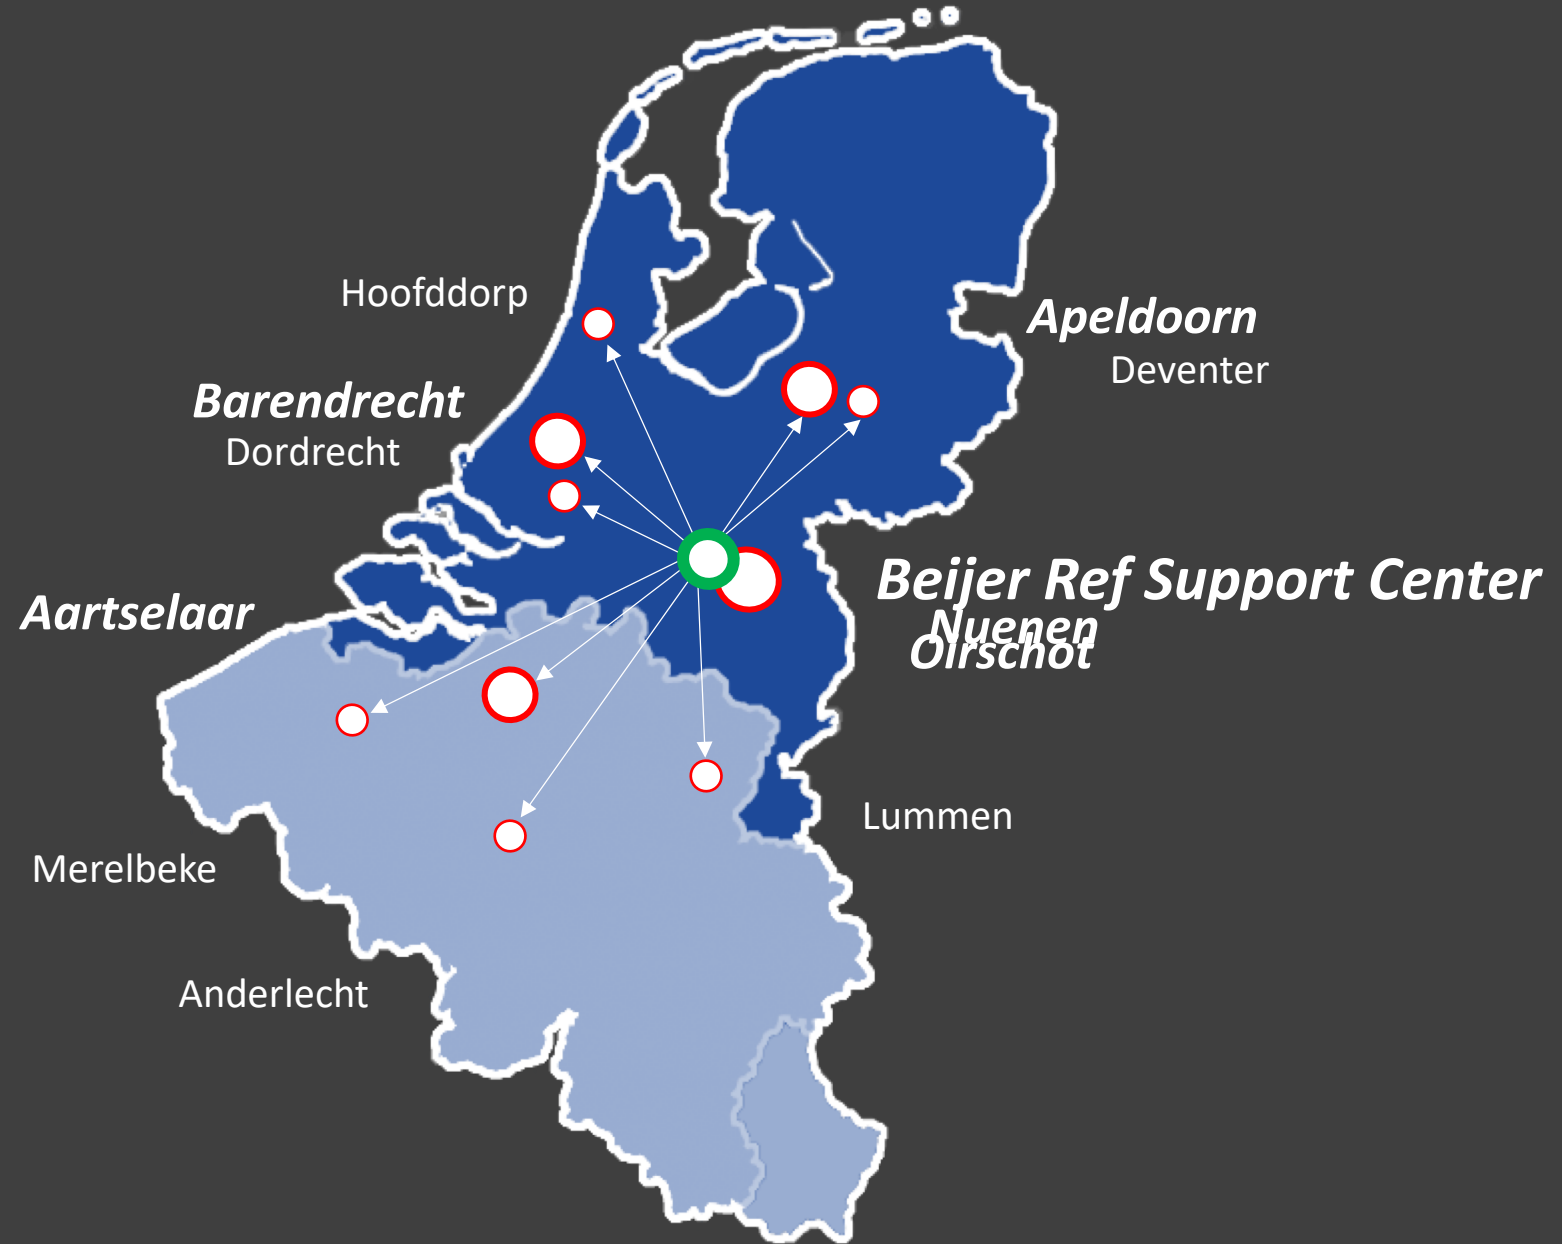 Hoofddorp
Apeldoorn
Deventer
Barendrecht
Dordrecht
Beijer Ref Support Center
Nuenen
Oirschot
Aartselaar
Lummen
Merelbeke
Anderlecht